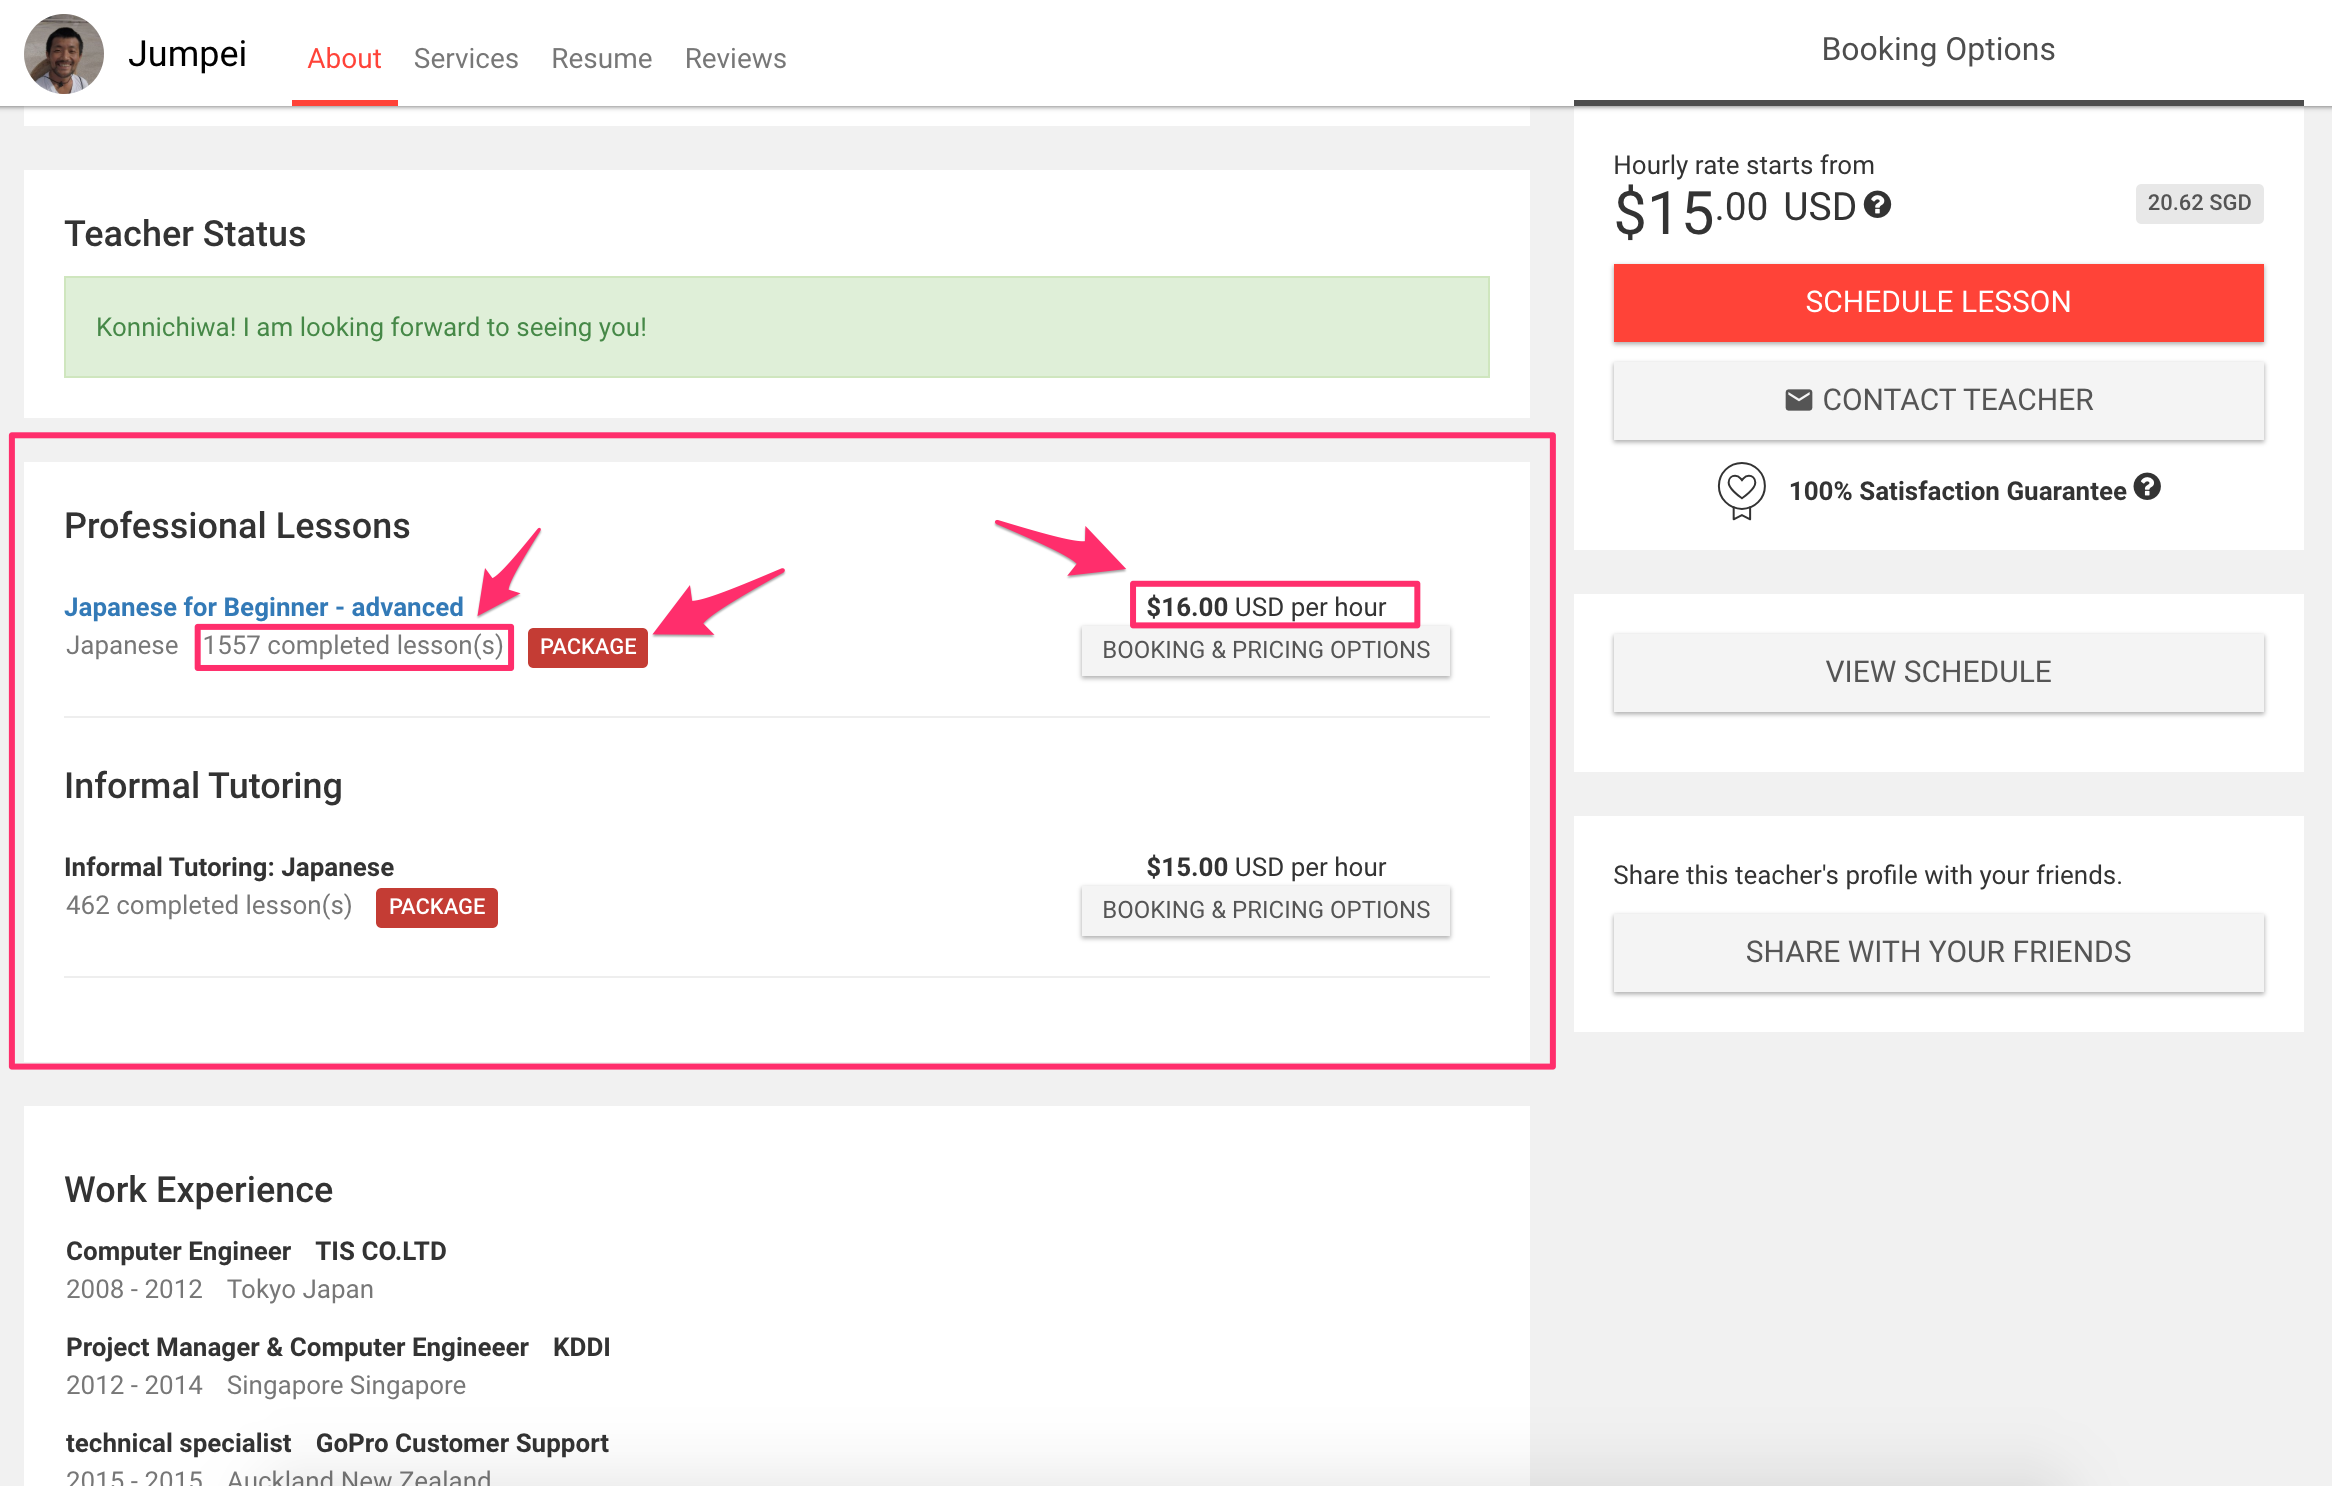 Jumpei
About
Services
Resume
Reviews
Booking Options
Teacher Status
Konnichiwa! I am looking forward to seeing you!
Professional Lessons
Japanese for Beginner - advanced
$16.00 USD per hour
Japanese 1557 completed lesson(s) PACKAGE
BOOKING & PRICING OPTIONS
Informal Tutoring
Informal Tutoring: Japanese
$15.00 USD per hour
462 completed lesson(s) PACKAGE
BOOKING & PRICING OPTIONS
Work Experience
Computer Engineer TIS CO.LTD
2008 - 2012 Tokyo Japan
Project Manager & Computer Engineeer KDDI
2012 - 2014 Singapore Singapore
technical specialist GoPro Customer Support
2015 - 2015 Auckland New Zealand
Hourly rate starts from
$15.00 USD
20.62 SGD
SCHEDULE LESSON
CONTACT TEACHER
100% Satisfaction Guarantee
VIEW SCHEDULE
Share this teacher's profile with your friends.
SHARE WITH YOUR FRIENDS